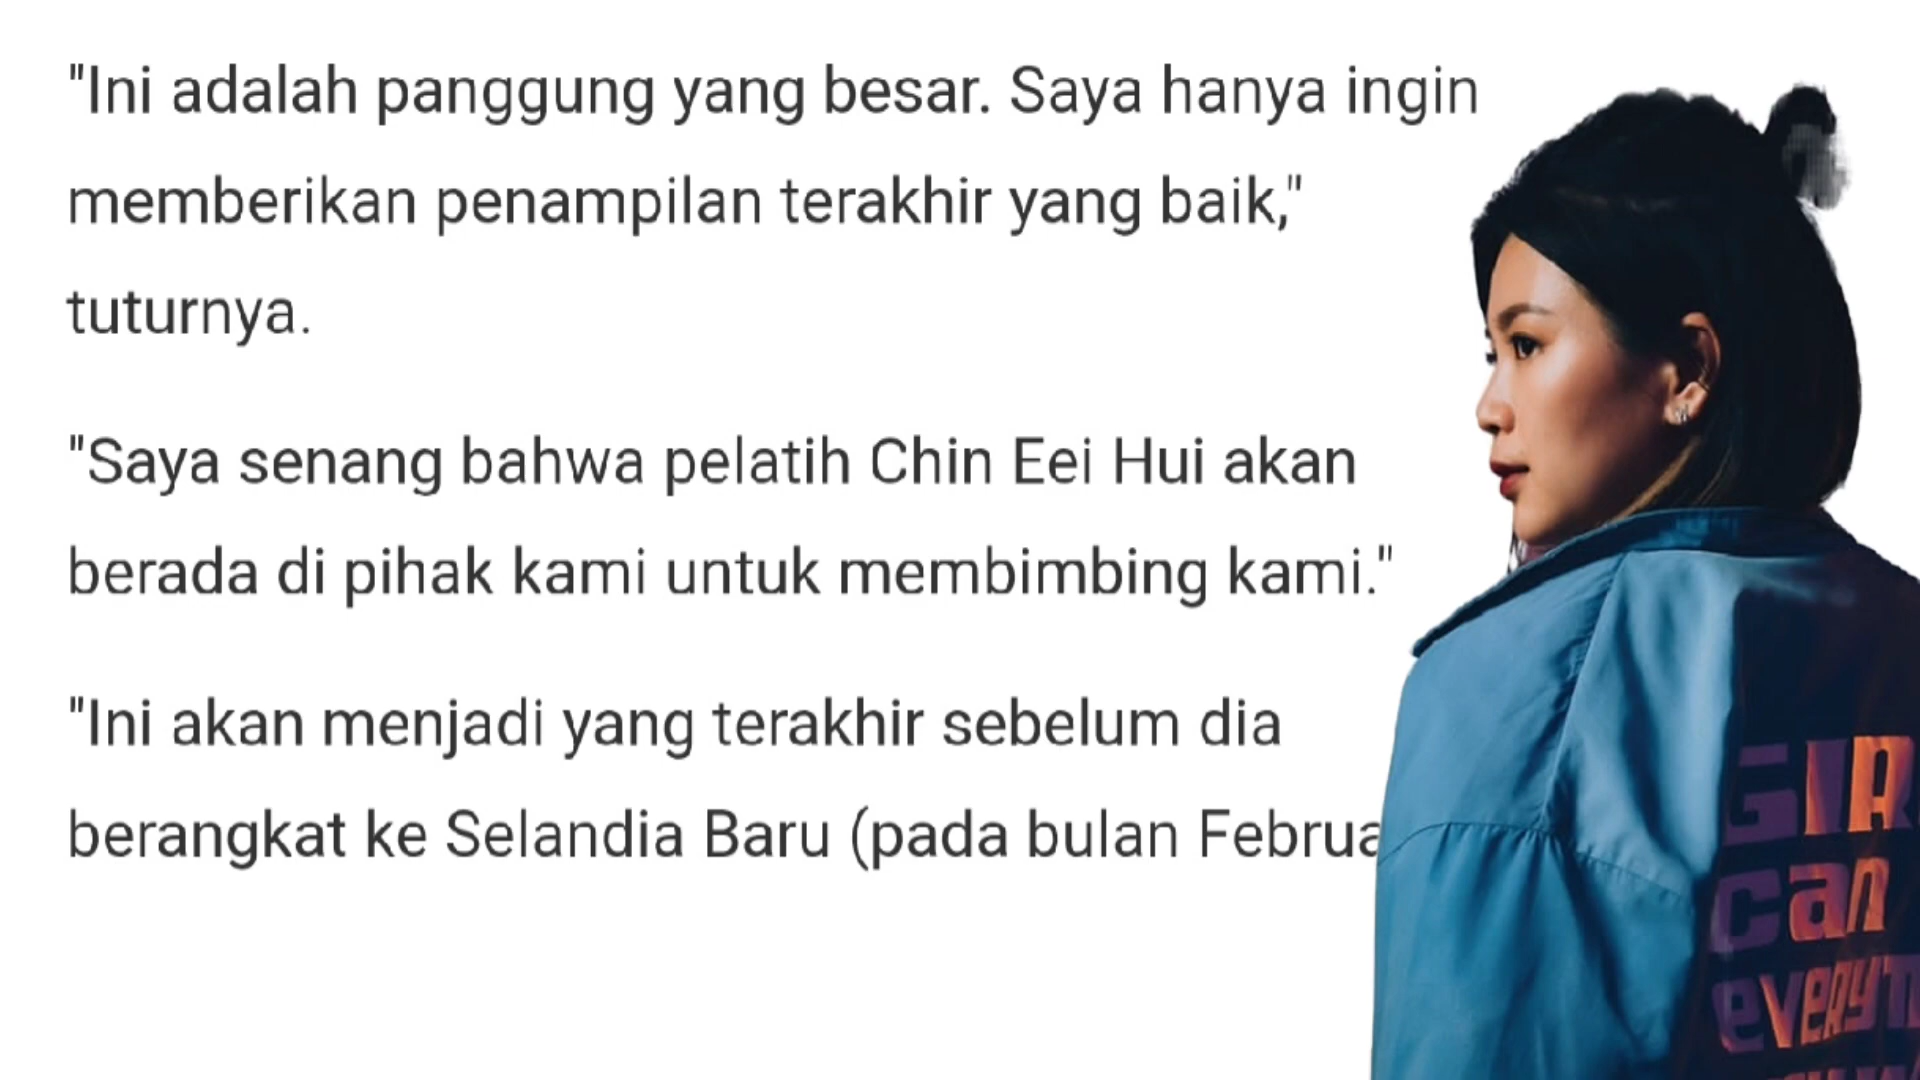 "Ini adalah panggung yang besar. Saya hanya ingin
memberikan penampilan terakhir yang baik,"
tuturnya.
"Saya senang bahwa pelatih Chin Eei Hui akan
berada di pihak kami untuk membimbing kami."
"Ini akan menjadi yang terakhir sebelum dia
berangkat ke Selandia Baru (pada bulan
can